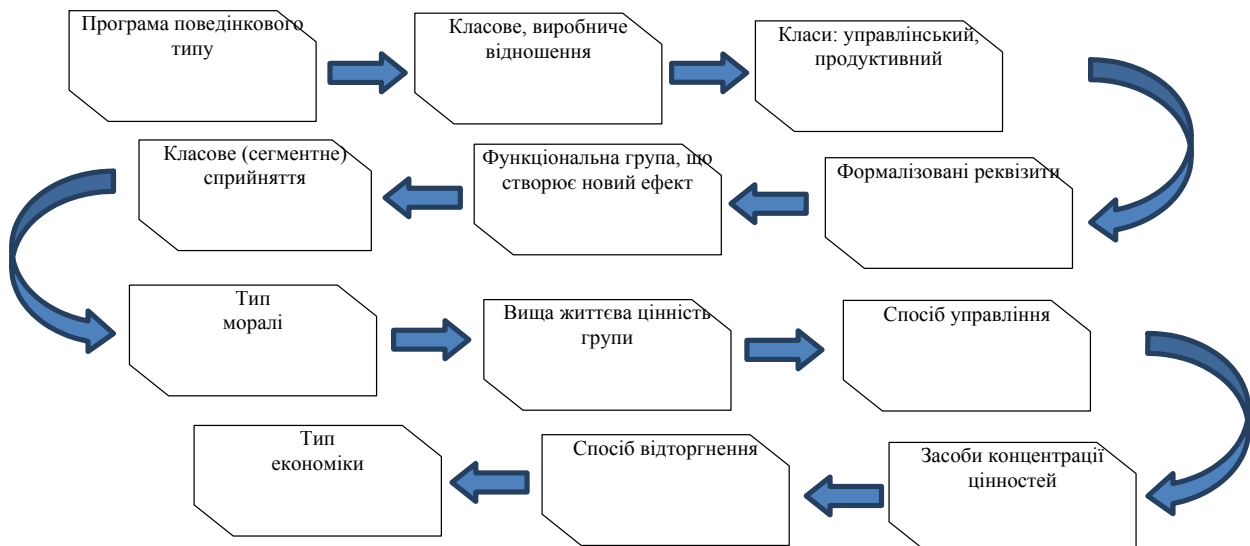 Програма поведінкового
типу
Класове, виробниче
відношення
Класи: управлінський,
продуктивний
Формалізовані реквізити
Функціональна група, що
створює новий ефект
Класове (сегментне)
сприйняття
Тип
моралі
Вища життєва цінність
групи
Спосіб управління
Засоби концентрації
цінностей
Спосіб відторгнення
Тип
економіки